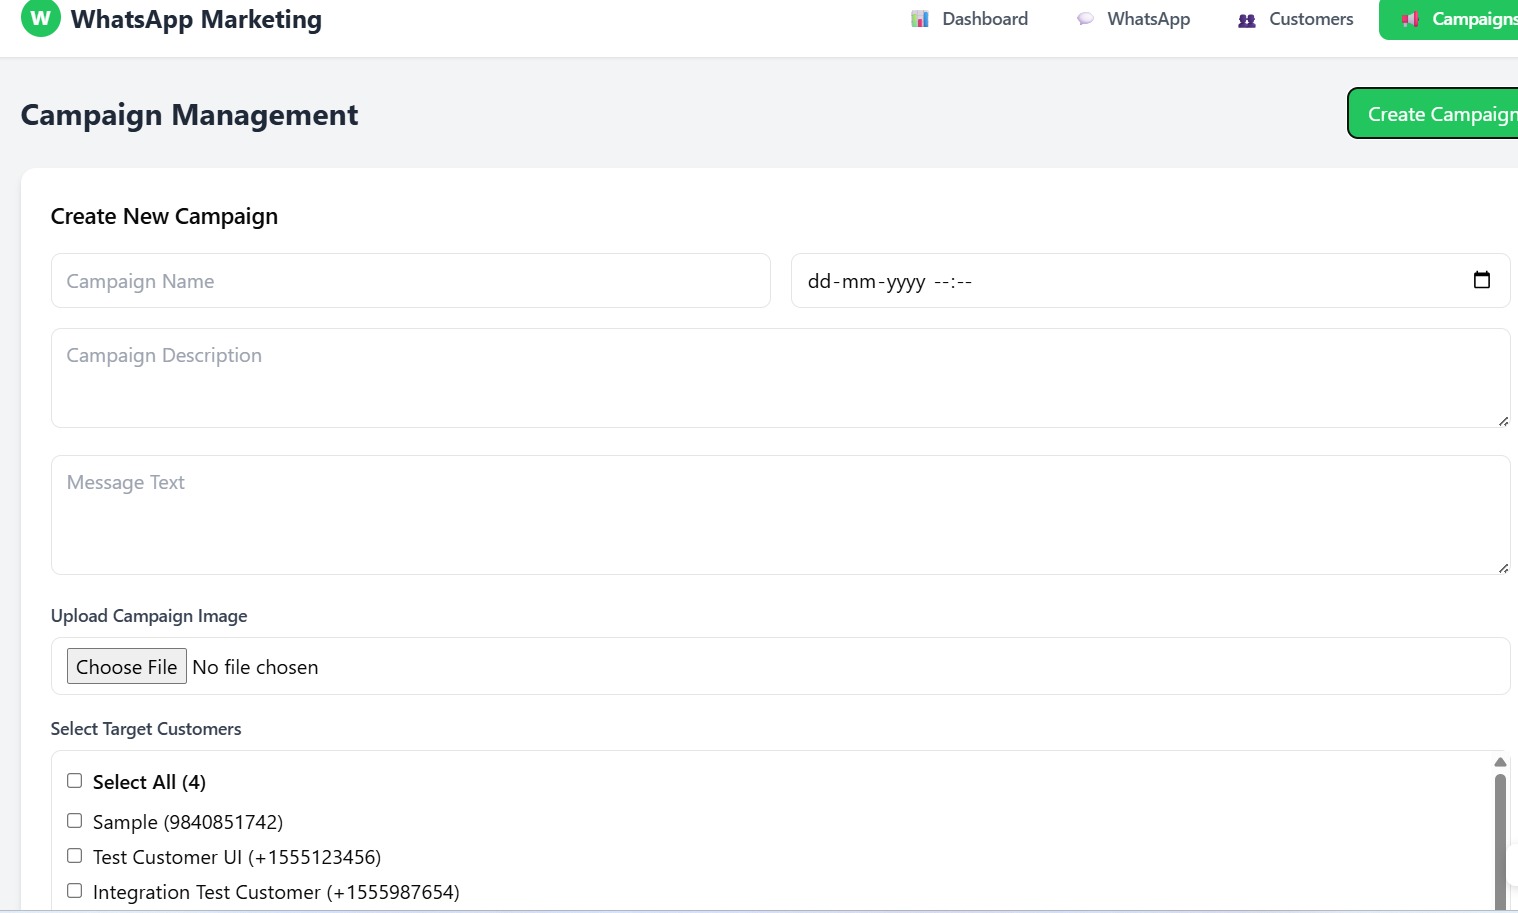 W WhatsApp Marketing
Dashboard WhatsApp Customers Campaigns
Campaign Management
Create Campaign
Create New Campaign
Campaign Name
dd-mm-yyyy --:--
Campaign Description
Message Text
Upload Campaign Image
Choose File No file chosen
Select Target Customers
Select All (4)
Sample (9840851742)
Test Customer UI (+1555123456)
Integration Test Customer (+1555987654)